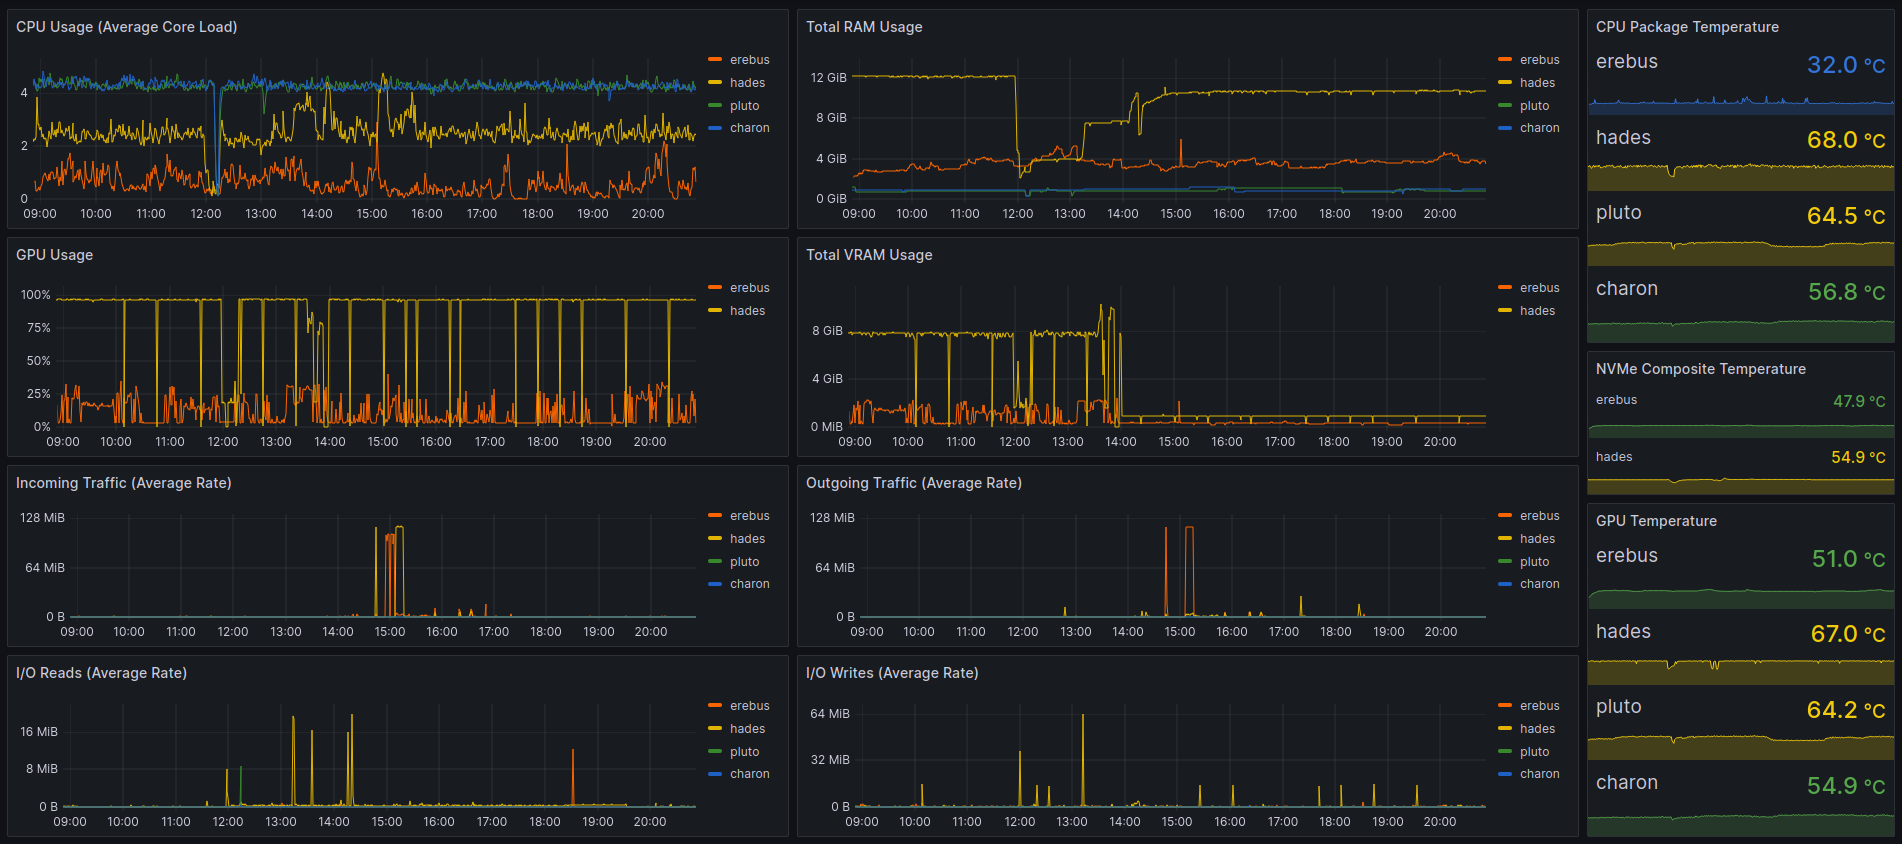 CPU Usage (Average Core Load)
4
2
0
09:00 10:00 11:00 12:00 13:00 14:00 15:00 16:00 17:00 18:00 19:00 20:00
erebus
hades
pluto
charon
Total RAM Usage
12 GiB
8 GiB
4 GiB
0 GiB
09:00 10:00 11:00 12:00 13:00 14:00 15:00 16:00 17:00 18:00 19:00 20:00
erebus
hades
pluto
charon
CPU Package Temperature
erebus 32.0 °C
hades 68.0 °C
pluto 64.5 °C
charon 56.8 °C
GPU Usage
100%
75%
50%
25%
0%
09:00 10:00 11:00 12:00 13:00 14:00 15:00 16:00 17:00 18:00 19:00 20:00
erebus
hades
Total VRAM Usage
8 GiB
4 GiB
0 MiB
09:00 10:00 11:00 12:00 13:00 14:00 15:00 16:00 17:00 18:00 19:00 20:00
erebus
hades
NVMe Composite Temperature
erebus 47.9 °C
hades 54.9 °C
Incoming Traffic (Average Rate)
128 MiB
64 MiB
0 B
09:00 10:00 11:00 12:00 13:00 14:00 15:00 16:00 17:00 18:00 19:00 20:00
erebus
hades
pluto
charon
Outgoing Traffic (Average Rate)
128 MiB
64 MiB
0 B
09:00 10:00 11:00 12:00 13:00 14:00 15:00 16:00 17:00 18:00 19:00 20:00
erebus
hades
pluto
charon
GPU Temperature
erebus 51.0 °C
hades 67.0 °C
pluto 64.2 °C
charon 54.9 °C
I/O Reads (Average Rate)
16 MiB
8 MiB
0 B
09:00 10:00 11:00 12:00 13:00 14:00 15:00 16:00 17:00 18:00 19:00 20:00
erebus
hades
pluto
charon
I/O Writes (Average Rate)
64 MiB
32 MiB
0 B
09:00 10:00 11:00 12:00 13:00 14:00 15:00 16:00 17:00 18:00 19:00 20:00
erebus
hades
pluto
charon